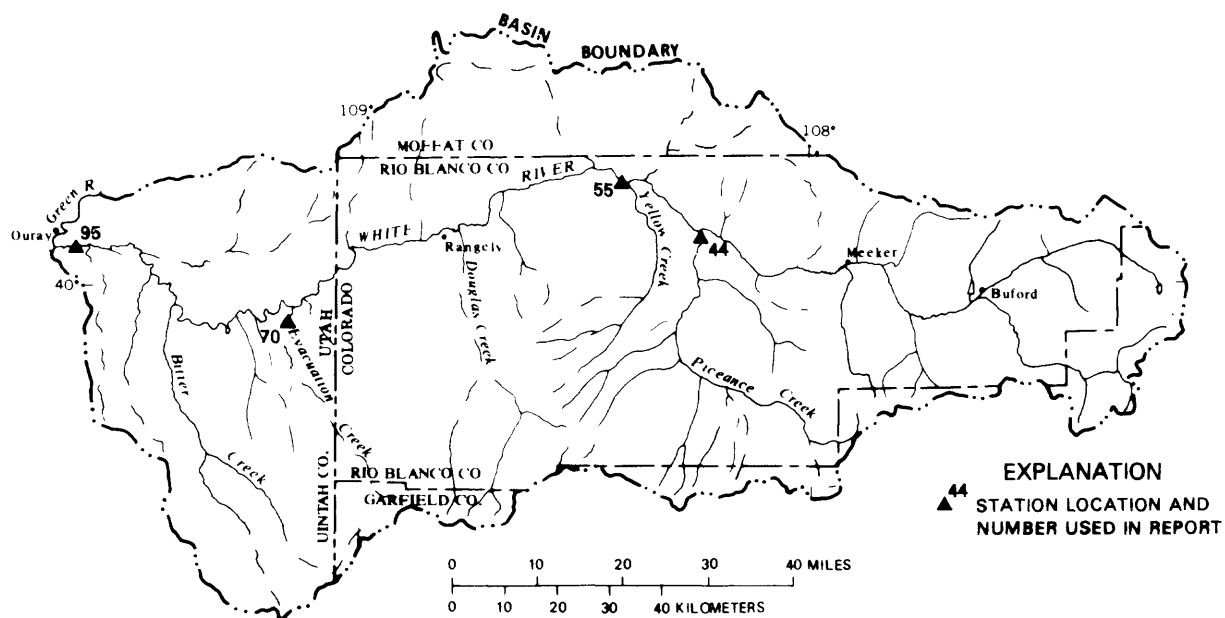 BASIN
BOUNDARY
109°
108°
MOFFAT CO
RIO BLANCO CO
RIVER
Green R
55
Yellow Creek
Ouray
95
WHITE
Rangely
44
Meeker
40°
Douglas Creek
Buford
70
Evacuation
UTAH
COLORADO
Bitter
Piceance
Creek
Creek
Creek
RIO BLANCO CO
GARFIELD CO.
UINTAH CO.
EXPLANATION
44 STATION LOCATION AND
NUMBER USED IN REPORT
0 10 20 30 40 MILES
0 10 20 30 40 KILOMETERS